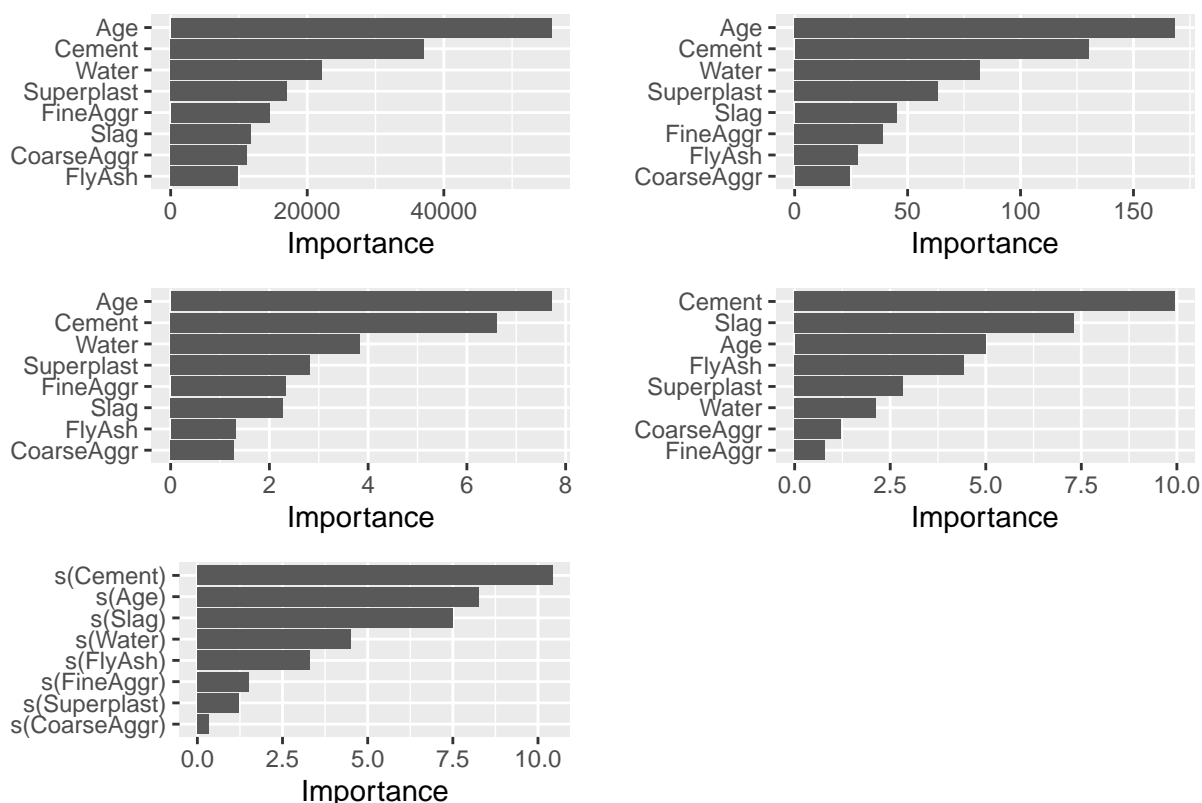 Age
Cement
Water
Superplast
FineAggr
Slag
CoarseAggr
FlyAsh
0 20000 40000
Importance
Age
Cement
Water
Superplast
Slag
FineAggr
FlyAsh
CoarseAggr
0 50 100 150
Importance
Age
Cement
Water
Superplast
FineAggr
Slag
FlyAsh
CoarseAggr
0 2 4 6 8
Importance
Cement
Slag
Age
FlyAsh
Superplast
Water
CoarseAggr
FineAggr
0.0 2.5 5.0 7.5 10.0
Importance
s(Cement)
s(Age)
s(Slag)
s(Water)
s(FlyAsh)
s(FineAggr)
s(Superplast)
s(CoarseAggr)
0.0 2.5 5.0 7.5 10.0
Importance